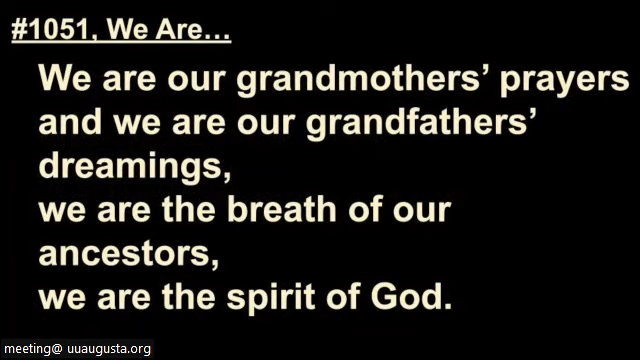 #1051, We Are…
We are our grandmothers’ prayers
and we are our grandfathers’
dreamings,
we are the breath of our
ancestors,
we are the spirit of God.
meeting@ uuaugusta.org